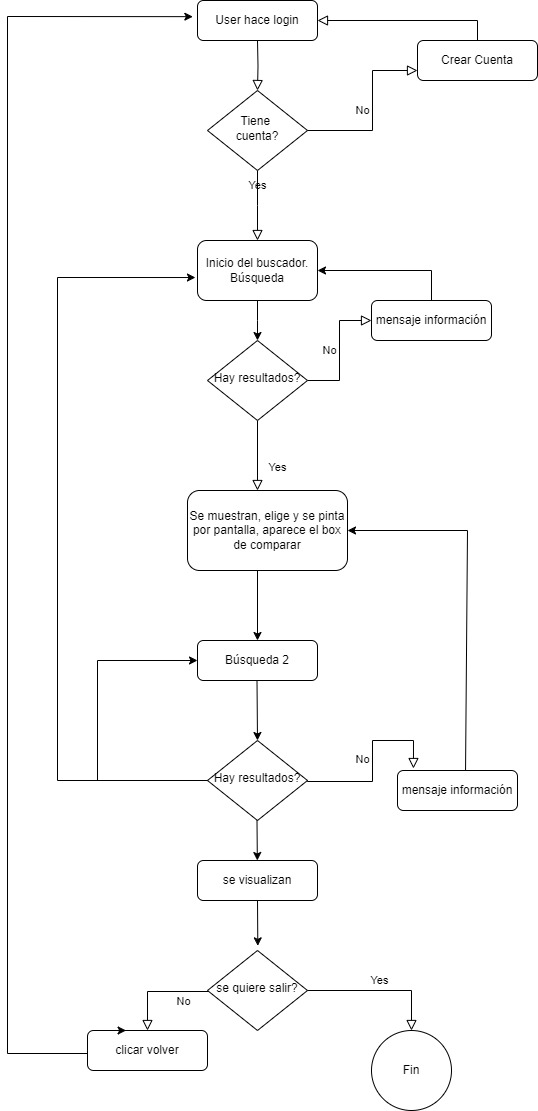 User hace login
Crear Cuenta
Tiene
cuenta?
No
Yes
Inicio del buscador.
Búsqueda
mensaje información
No
Hay resultados?
Yes
Se muestran, elige y se pinta
por pantalla, aparece el box
de comparar
Búsqueda 2
Hay resultados?
No
mensaje información
se visualizan
se quiere salir?
Yes
No
clicar volver
Fin